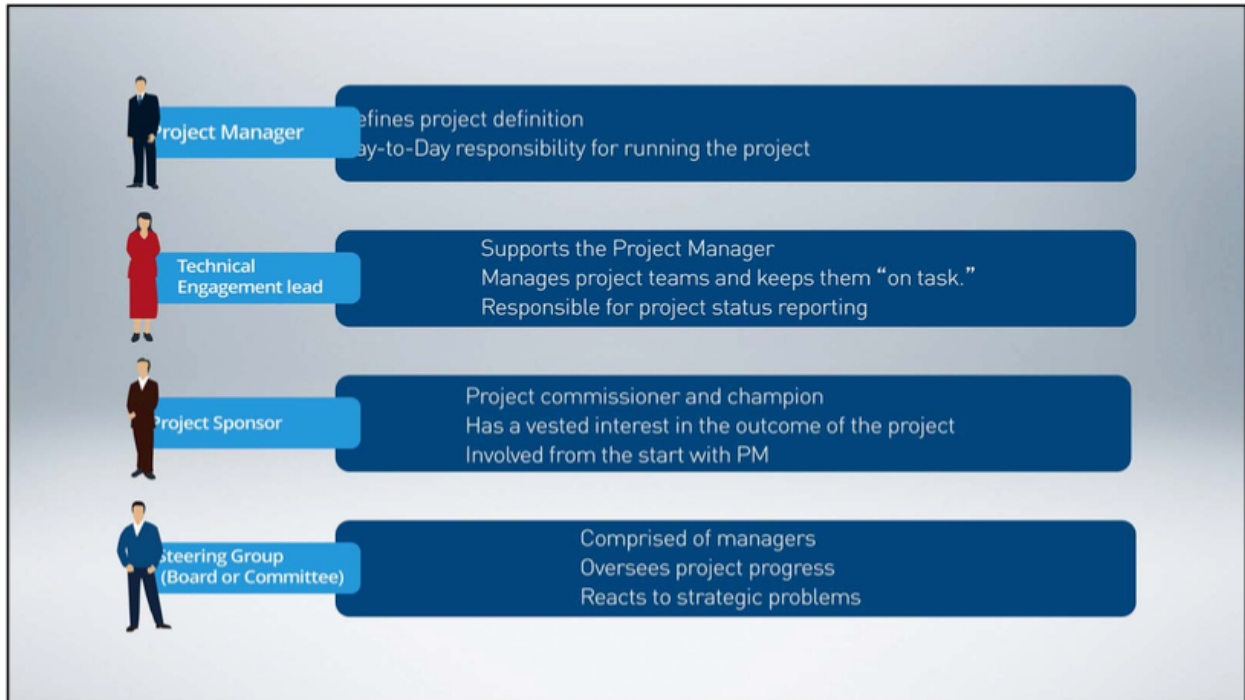 Project Manager
efines project definition
ay-to-Day responsibility for running the project
Technical
Engagement lead
Supports the Project Manager
Manages project teams and keeps them “on task.”
Responsible for project status reporting
Project Sponsor
Project commissioner and champion
Has a vested interest in the outcome of the project
Involved from the start with PM
Steering Group
(Board or Committee)
Comprised of managers
Oversees project progress
Reacts to strategic problems